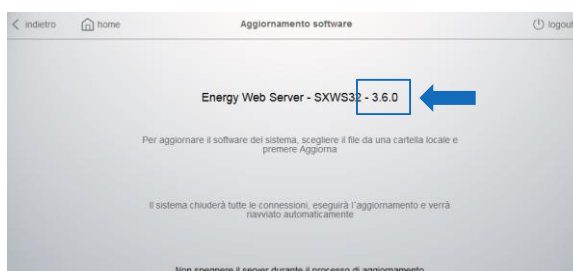 indietro home Aggiornamento software logout
Energy Web Server - SXWS32 - 3.6.0
Per aggiornare il software del sistema, scegliere il file da una cartella locale e
premere Aggiorna
Il sistema chiuderà tutte le connessioni, eseguirà l'aggiornamento e verrà
riavviato automaticamente
Non spegnere il server durante il processo di aggiornamento